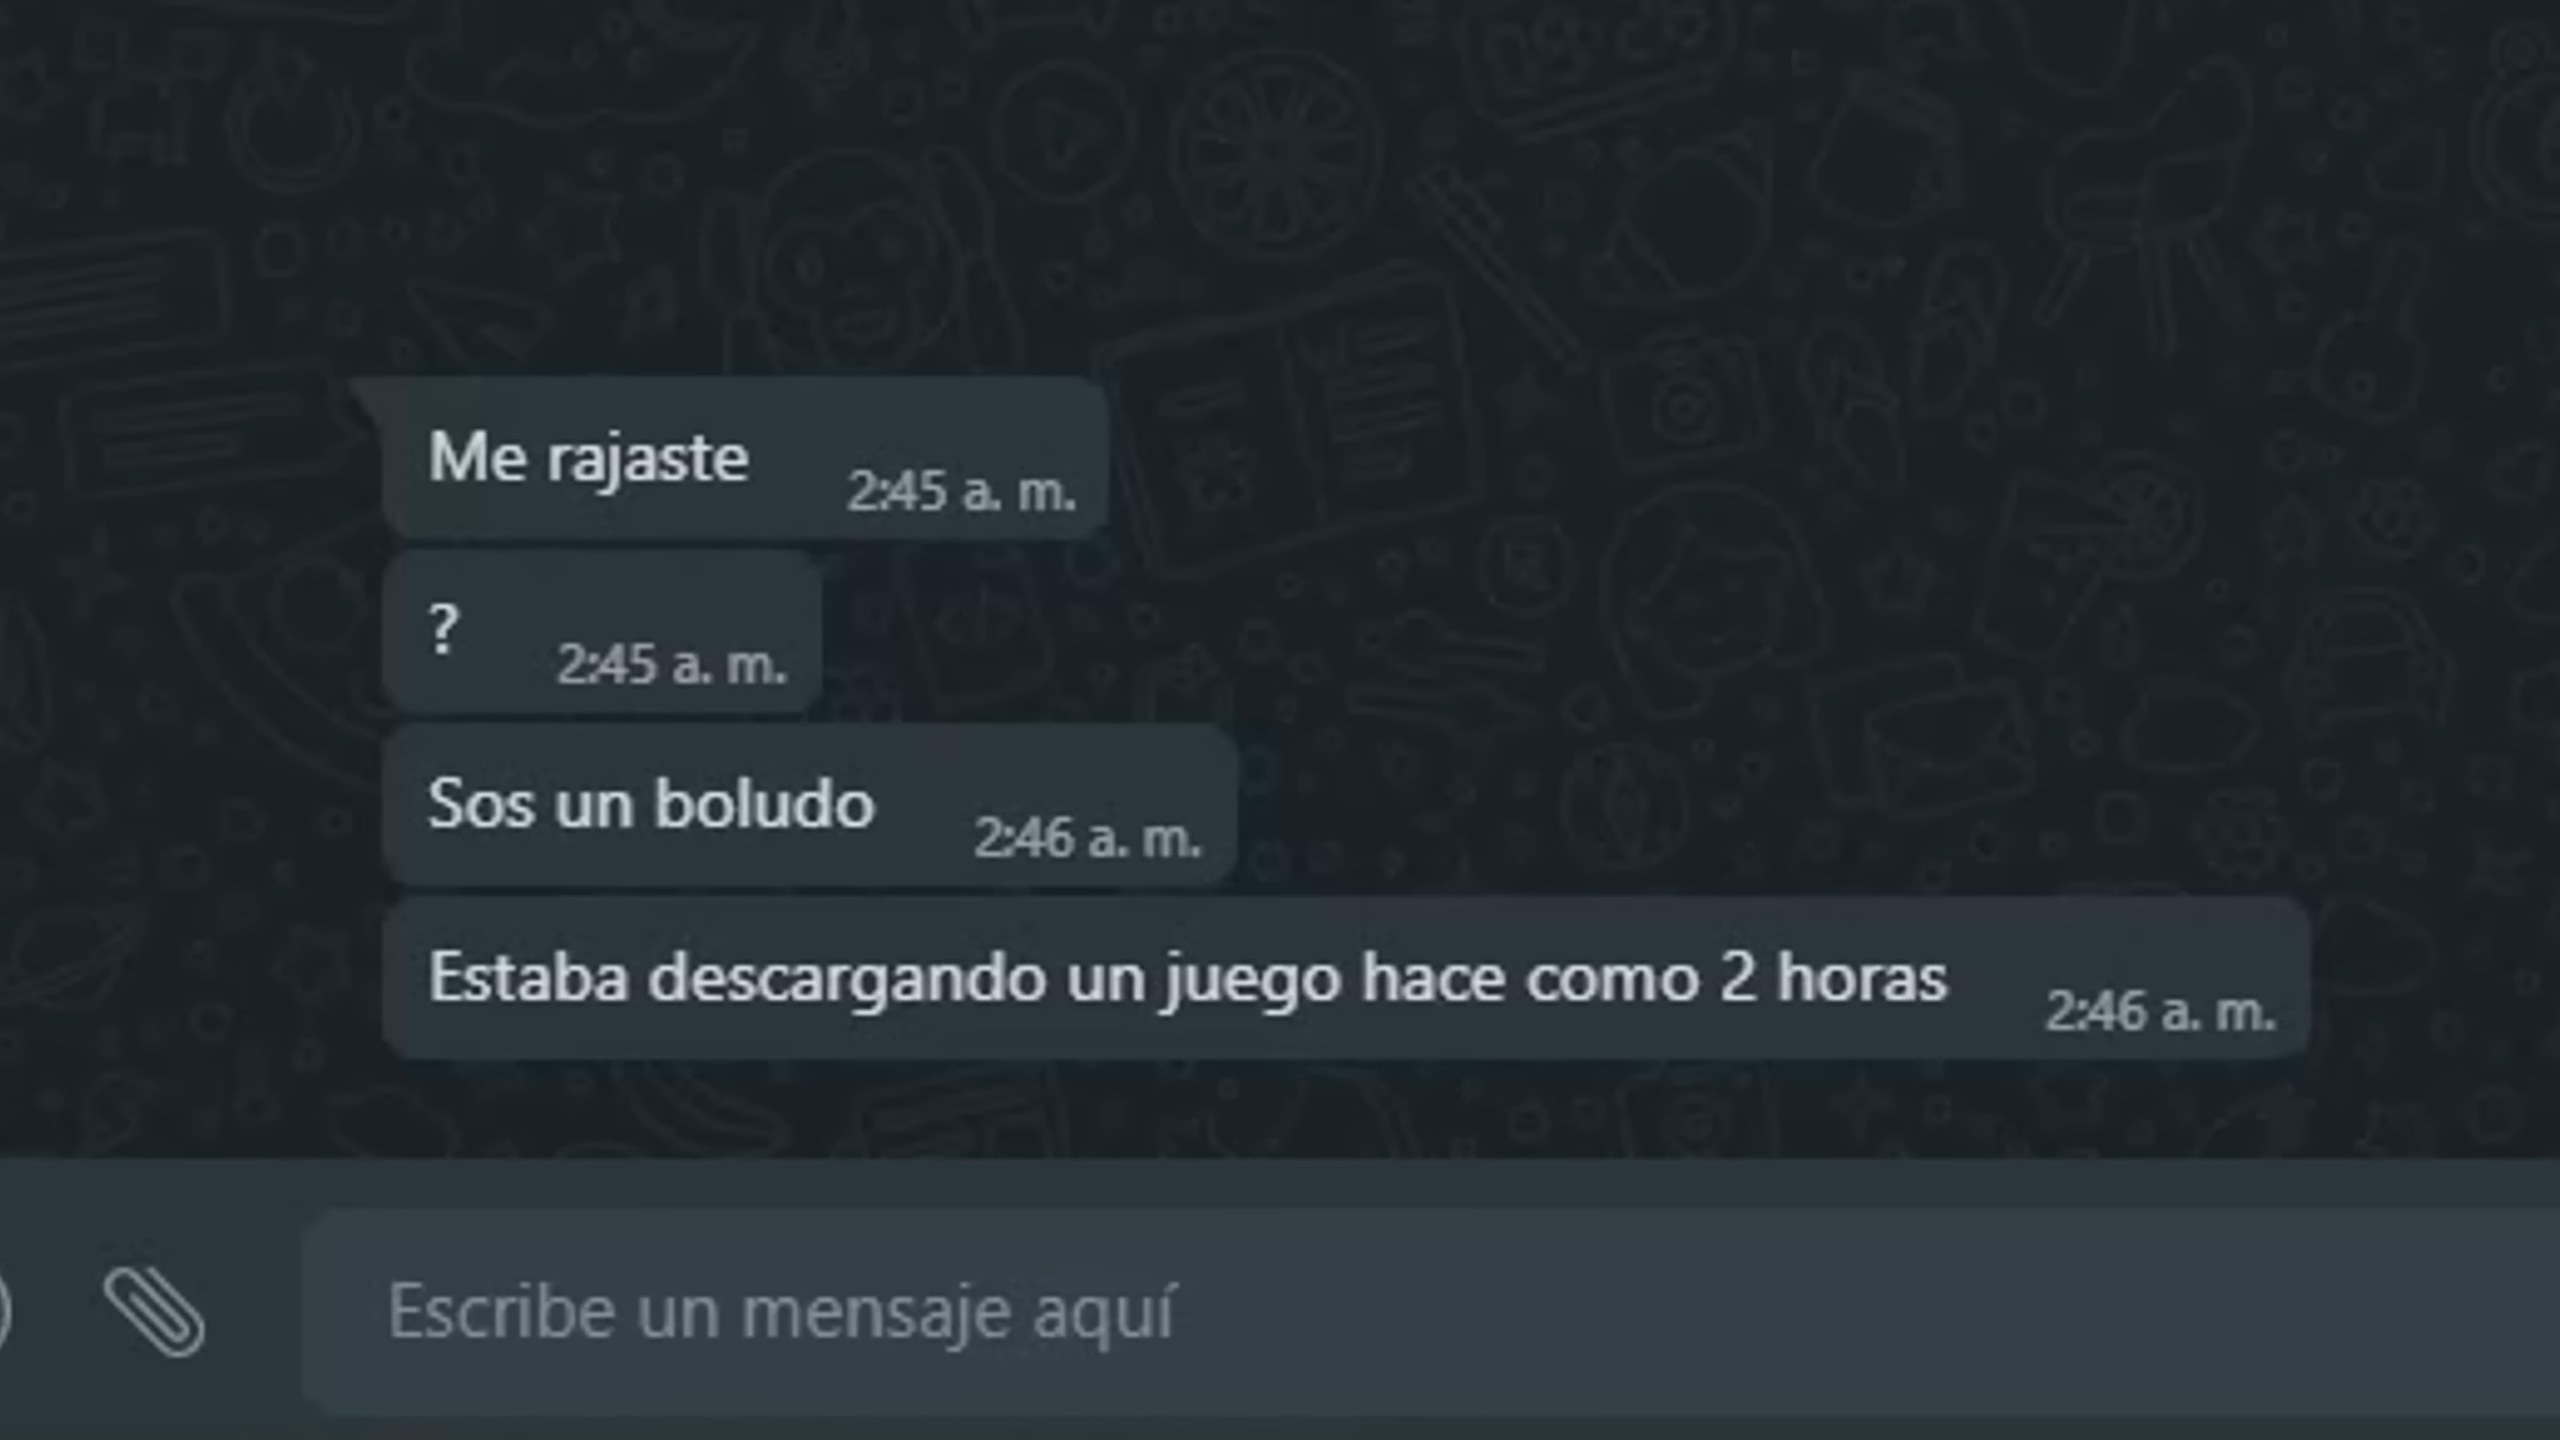 Me rajaste
2:45 a. m.
?
2:45 a. m.
Sos un boludo
2:46 a. m.
Estaba descargando un juego hace como 2 horas
2:46 a. m.
Escribe un mensaje aquí